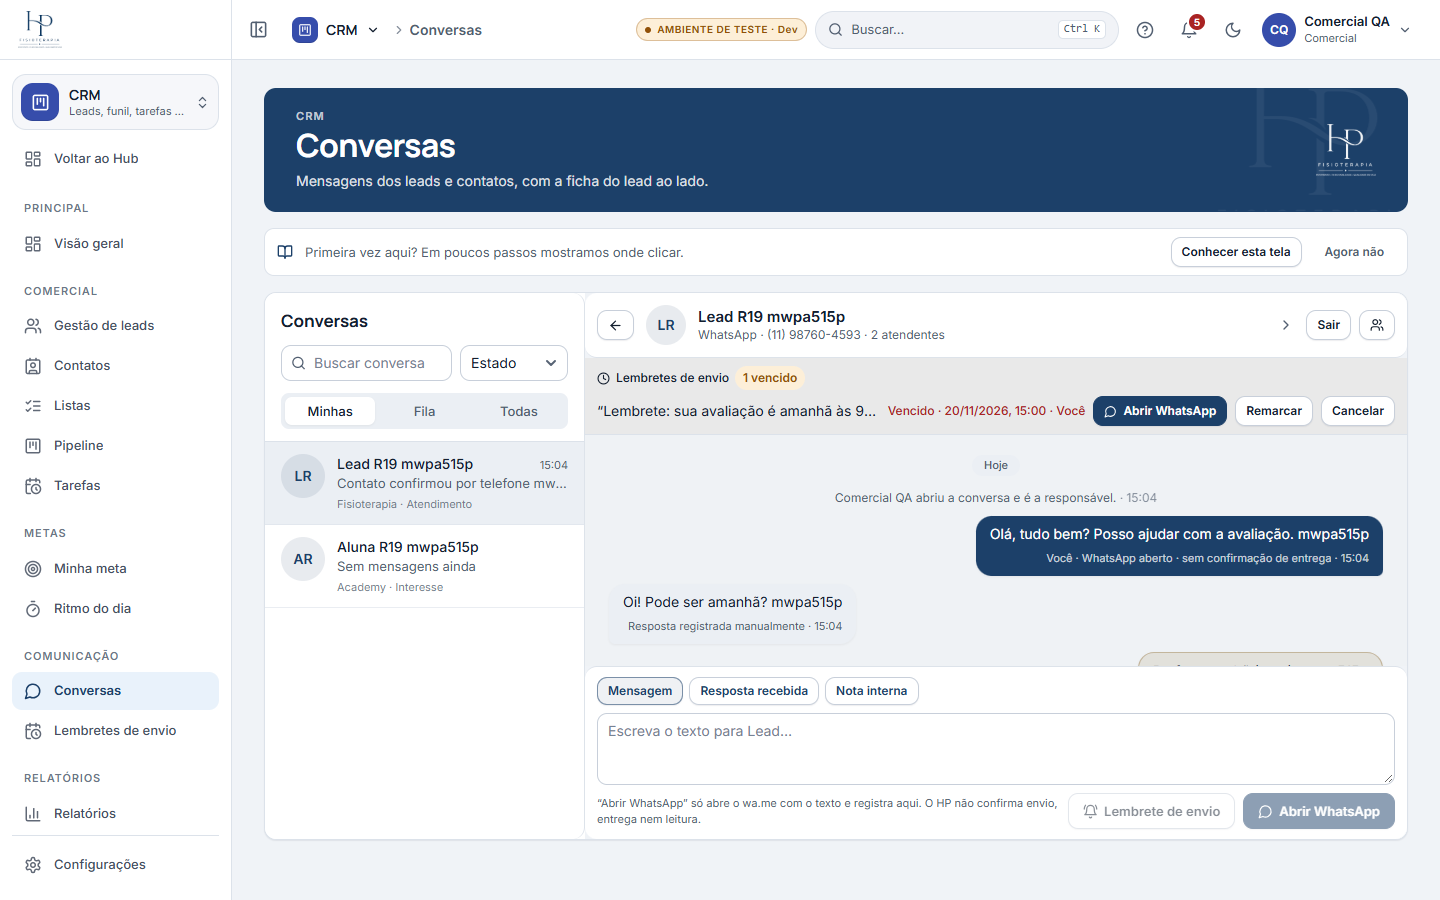 HP
FISIOTERAPIA
CRM
Conversas
AMBIENTE DE TESTE · Dev
Buscar...
Ctrl K
5
CQ
Comercial QA
Comercial
CRM
Leads, funil, tarefas ...
Voltar ao Hub
PRINCIPAL
Visão geral
COMERCIAL
Gestão de leads
Contatos
Listas
Pipeline
Tarefas
METAS
Minha meta
Ritmo do dia
COMUNICAÇÃO
Conversas
Lembretes de envio
RELATÓRIOS
Relatórios
Configurações
CRM
Conversas
Mensagens dos leads e contatos, com a ficha do lead ao lado.
HP
FISIOTERAPIA
Primeira vez aqui? Em poucos passos mostramos onde clicar.
Conhecer esta tela
Agora não
Conversas
Buscar conversa
Estado
Minhas
Fila
Todas
LR
Lead R19 mwpa515p
15:04
Contato confirmou por telefone mw...
Fisioterapia · Atendimento
AR
Aluna R19 mwpa515p
Sem mensagens ainda
Academy · Interesse
LR
Lead R19 mwpa515p
WhatsApp · (11) 98760-4593 · 2 atendentes
Sair
Lembretes de envio
1 vencido
“Lembrete: sua avaliação é amanhã às 9...
Vencido · 20/11/2026, 15:00 · Você
Abrir WhatsApp
Remarcar
Cancelar
Hoje
Comercial QA abriu a conversa e é a responsável. · 15:04
Olá, tudo bem? Posso ajudar com a avaliação. mwpa515p
Você · WhatsApp aberto · sem confirmação de entrega · 15:04
Oi! Pode ser amanhã? mwpa515p
Resposta registrada manualmente · 15:04
Mensagem
Resposta recebida
Nota interna
Escreva o texto para Lead...
“Abrir WhatsApp” só abre o wa.me com o texto e registra aqui. O HP não confirma envio,
entrega nem leitura.
Lembrete de envio
Abrir WhatsApp